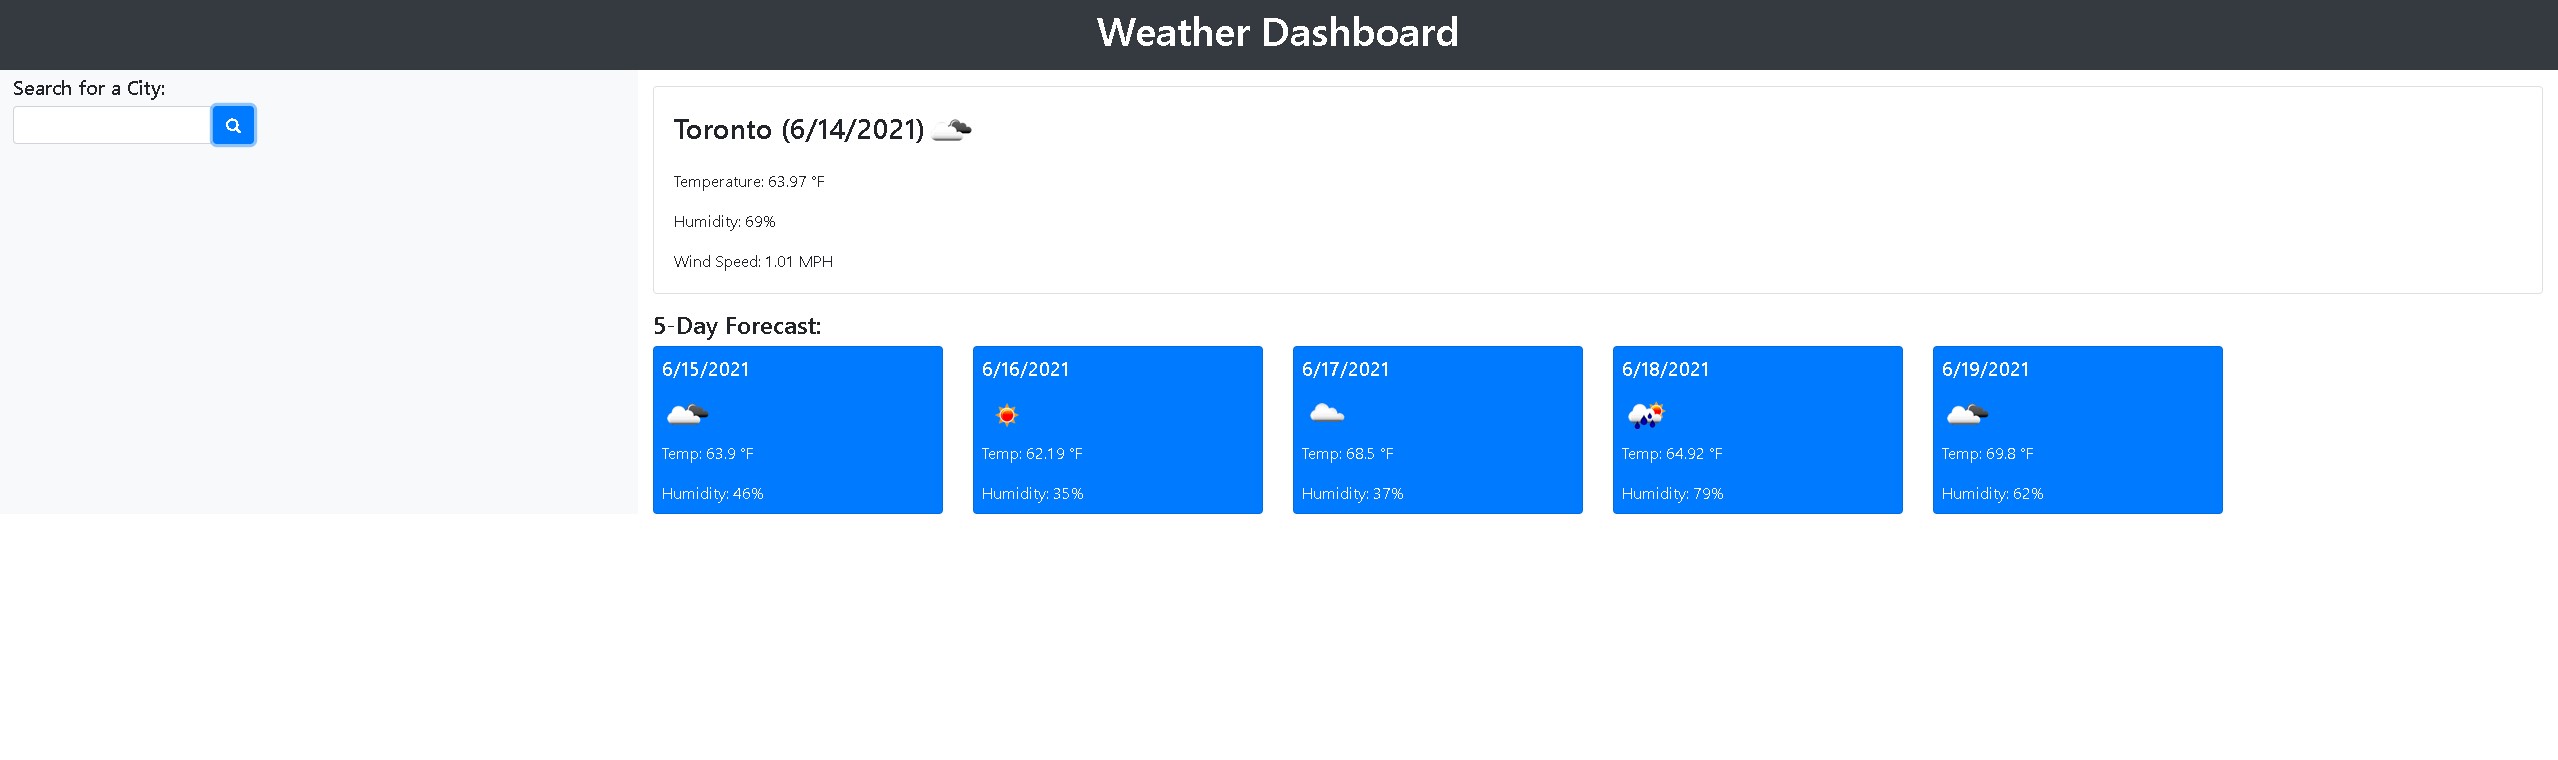 Weather Dashboard
Search for a City:
Toronto (6/14/2021)
Temperature: 63.97 °F
Humidity: 69%
Wind Speed: 1.01 MPH
5-Day Forecast:
6/15/2021
Temp: 63.9 °F
Humidity: 46%
6/16/2021
Temp: 62.19 °F
Humidity: 35%
6/17/2021
Temp: 68.5 °F
Humidity: 37%
6/18/2021
Temp: 64.92 °F
Humidity: 79%
6/19/2021
Temp: 69.8 °F
Humidity: 62%